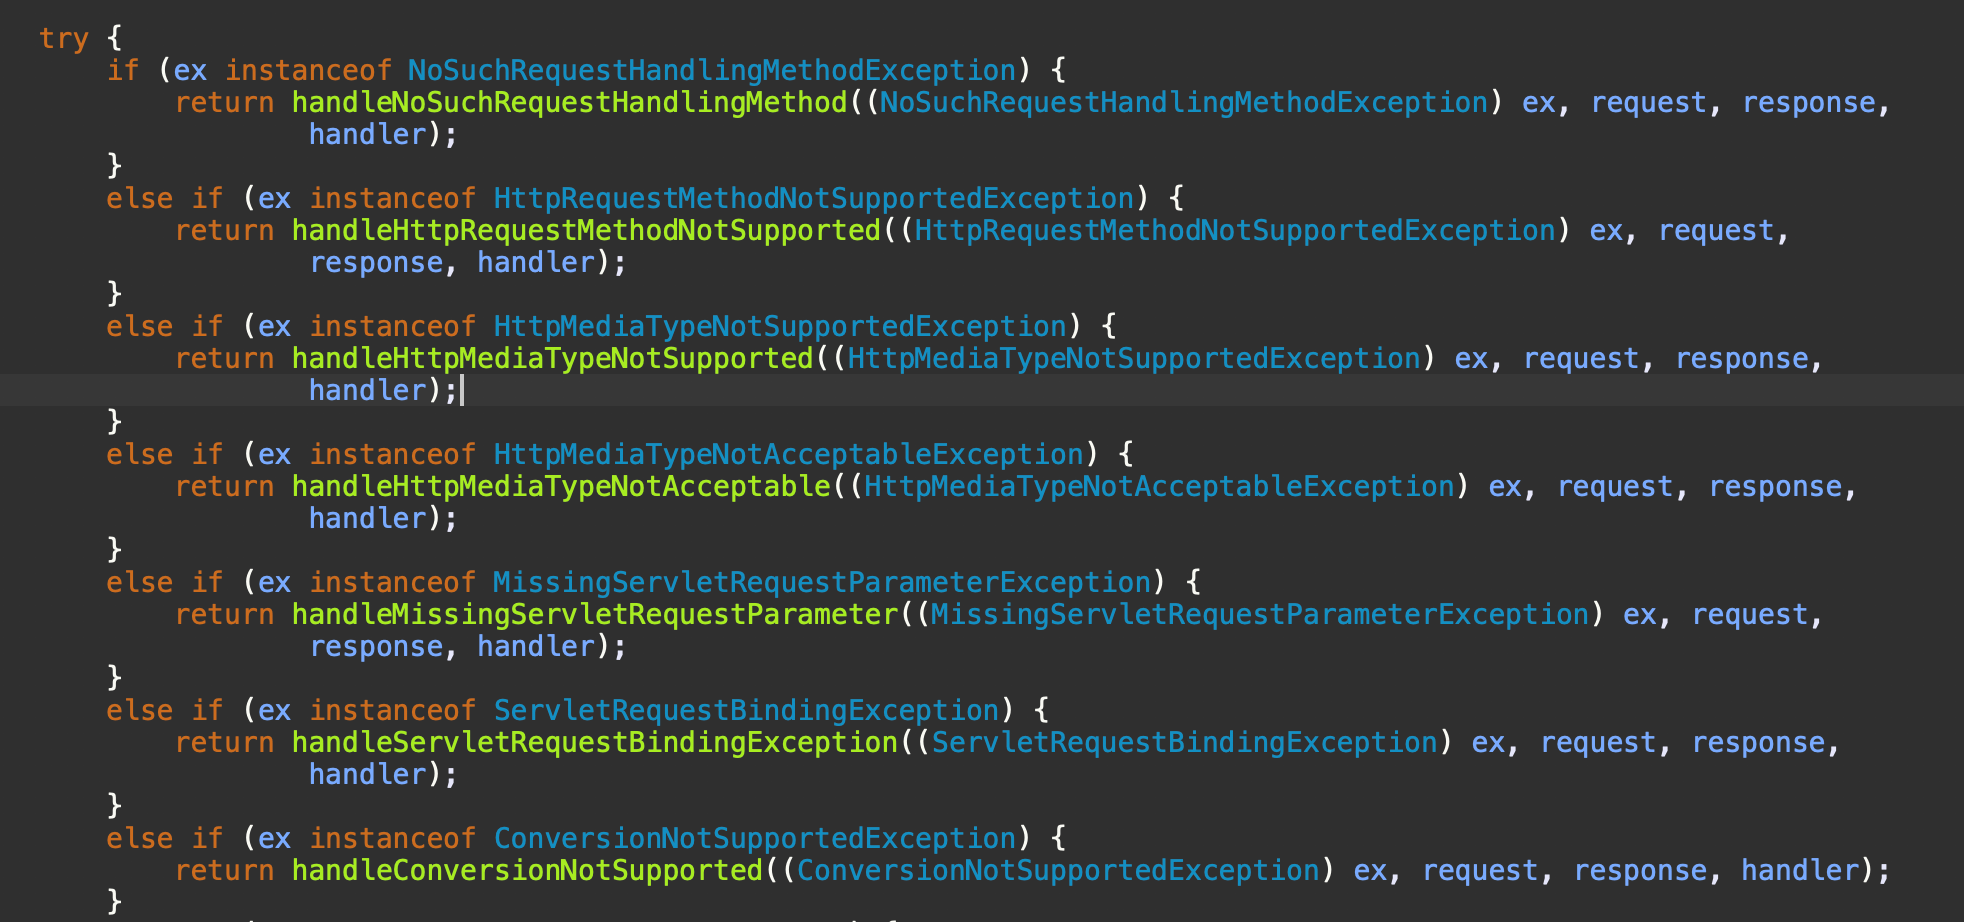 try {
    if (ex instanceof NoSuchRequestHandlingMethodException) {
        return handleNoSuchRequestHandlingMethod((NoSuchRequestHandlingMethodException) ex, request, response,
                handler);
    }
    else if (ex instanceof HttpRequestMethodNotSupportedException) {
        return handleHttpRequestMethodNotSupported((HttpRequestMethodNotSupportedException) ex, request,
                response, handler);
    }
    else if (ex instanceof HttpMediaTypeNotSupportedException) {
        return handleHttpMediaTypeNotSupported((HttpMediaTypeNotSupportedException) ex, request, response,
                handler);
    }
    else if (ex instanceof HttpMediaTypeNotAcceptableException) {
        return handleHttpMediaTypeNotAcceptable((HttpMediaTypeNotAcceptableException) ex, request, response,
                handler);
    }
    else if (ex instanceof MissingServletRequestParameterException) {
        return handleMissingServletRequestParameter((MissingServletRequestParameterException) ex, request,
                response, handler);
    }
    else if (ex instanceof ServletRequestBindingException) {
        return handleServletRequestBindingException((ServletRequestBindingException) ex, request, response,
                handler);
    }
    else if (ex instanceof ConversionNotSupportedException) {
        return handleConversionNotSupported((ConversionNotSupportedException) ex, request, response, handler);
    }